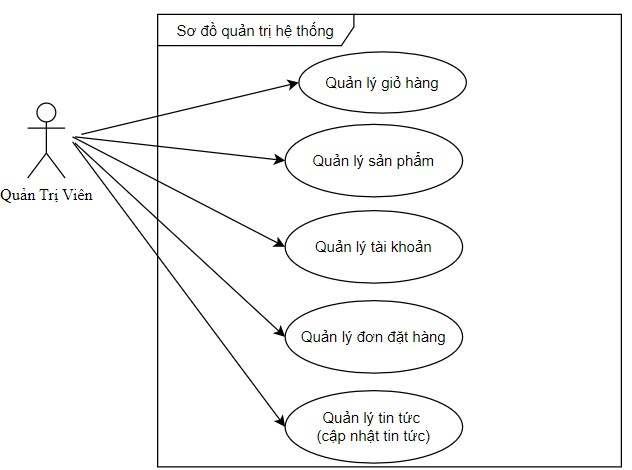 Sơ đồ quản trị hệ thống
Quản lý giỏ hàng
Quản lý sản phẩm
Quản Trị Viên
Quản lý tài khoản
Quản lý đơn đặt hàng
Quản lý tin tức
(cập nhật tin tức)